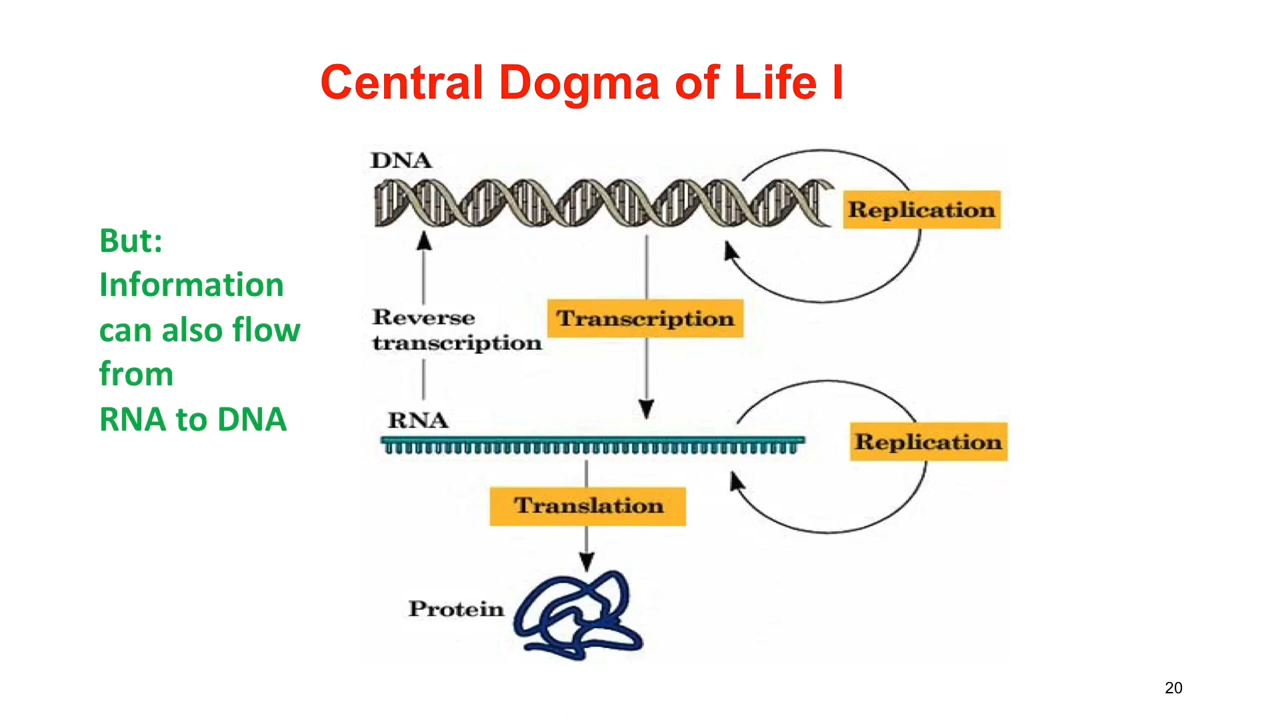 Central Dogma of Life I
But:
Information
can also flow
from
RNA to DNA
DNA
Replication
Reverse
transcription
Transcription
RNA
Replication
Translation
Protein
20